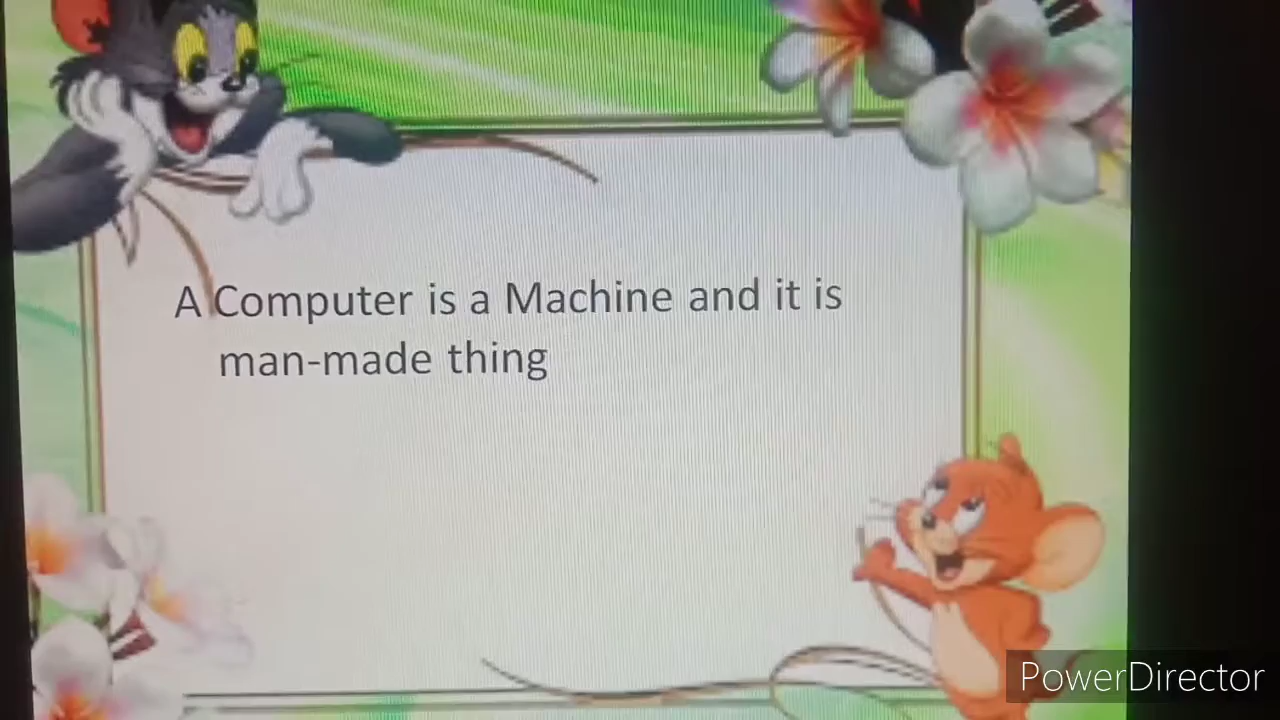 A Computer is a Machine and it is
man-made thing
PowerDirector